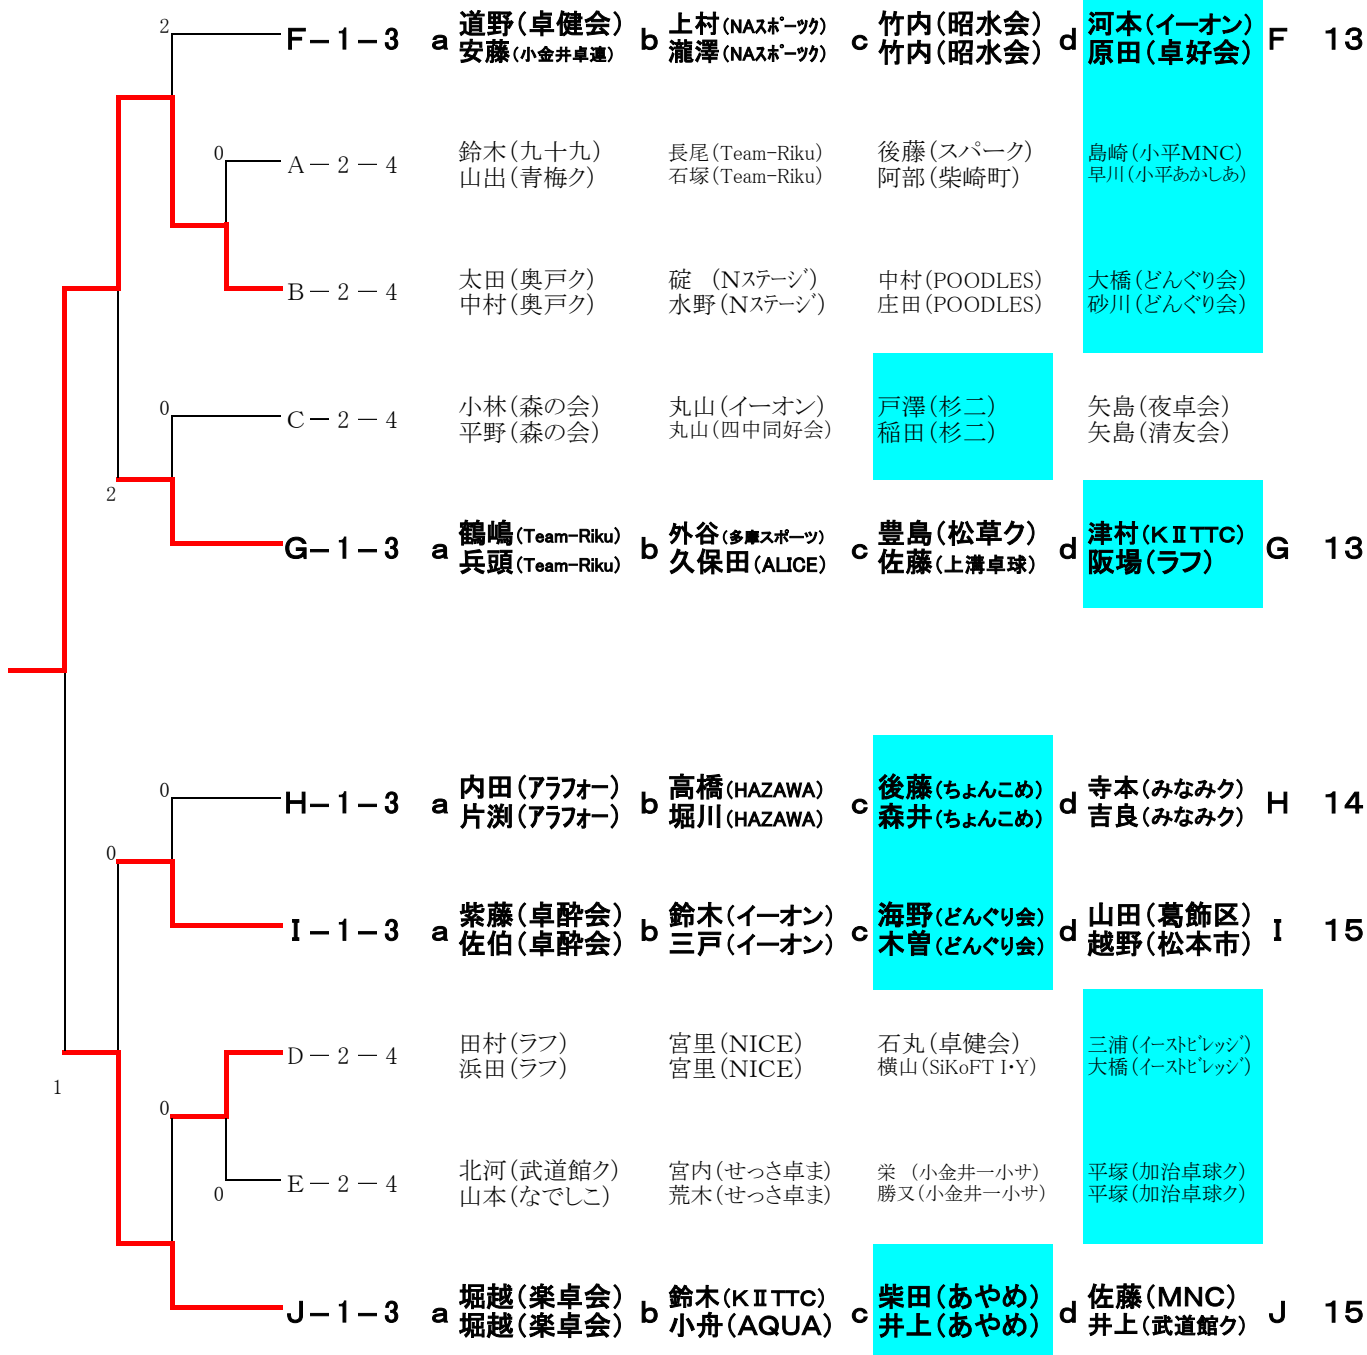 2
F-1-3 a 道野(卓健会) b 上村(NAスポーツク) c 竹内(昭水会) d 河本(イーオン) F 13
安藤(小金井卓連) 瀧澤(NAスポーツク) 竹内(昭水会) 原田(卓好会)
0
A-2-4 鈴木(九十九) 長尾(Team-Riku) 後藤(スパーク) 島崎(小平MNC)
山出(青梅ク) 石塚(Team-Riku) 阿部(柴崎町) 早川(小平あかしあ)
B-2-4 太田(奥戸ク) 碇 (Nステージ) 中村(POODLES) 大橋(どんぐり会)
中村(奥戸ク) 水野(Nステージ) 庄田(POODLES) 砂川(どんぐり会)
0
C-2-4 小林(森の会) 丸山(イーオン) 戸澤(杉二) 矢島(夜卓会)
平野(森の会) 丸山(四中同好会) 稲田(杉二) 矢島(清友会)
2
G-1-3 a 鶴嶋(Team-Riku) b 外谷(多摩スポーツ) c 豊島(松草ク) d 津村(KⅡTTC) G 13
兵頭(Team-Riku) 久保田(ALICE) 佐藤(上溝卓球) 阪場(ラフ)
0
H-1-3 a 内田(アラフォー) b 高橋(HAZAWA) c 後藤(ちょんこめ) d 寺本(みなみク) H 14
片渕(アラフォー) 堀川(HAZAWA) 森井(ちょんこめ) 吉良(みなみク)
0
I-1-3 a 紫藤(卓酔会) b 鈴木(イーオン) c 海野(どんぐり会) d 山田(葛飾区) I 15
佐伯(卓酔会) 三戸(イーオン) 木曽(どんぐり会) 越野(松本市)
D-2-4 田村(ラフ) 宮里(NICE) 石丸(卓健会) 三浦(イーストビレッジ)
浜田(ラフ) 宮里(NICE) 横山(SiKoFT I・Y) 大橋(イーストビレッジ)
1
0
E-2-4 北河(武道館ク) 宮内(せっさ卓ま) 栄 (小金井一小サ) 平塚(加治卓球ク)
0 山本(なでしこ) 荒木(せっさ卓ま) 勝又(小金井一小サ) 平塚(加治卓球ク)
J-1-3 a 堀越(楽卓会) b 鈴木(KⅡTTC) c 柴田(あやめ) d 佐藤(MNC) J 15
堀越(楽卓会) 小舟(AQUA) 井上(あやめ) 井上(武道館ク)